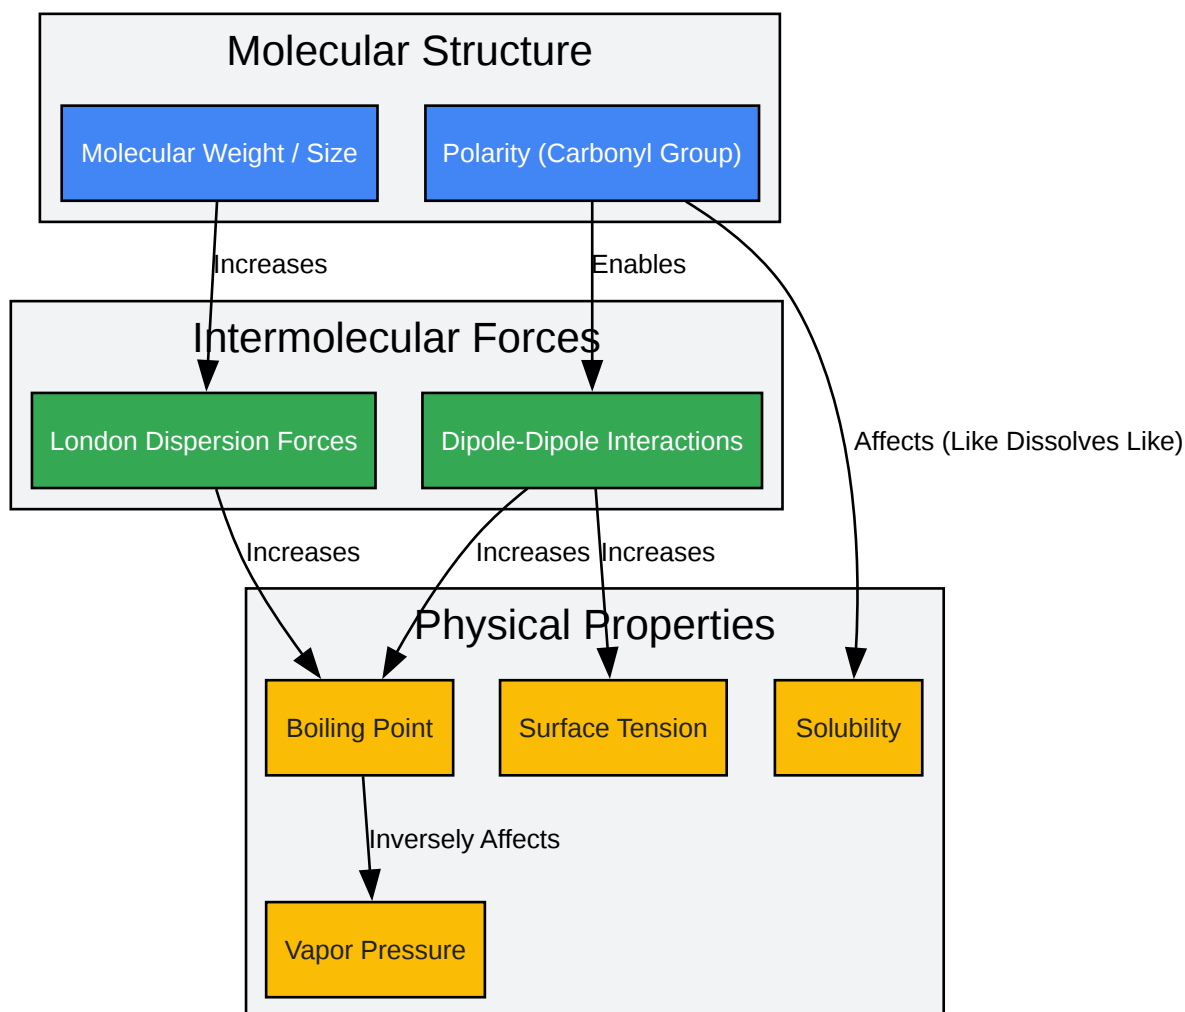 Molecular Structure
Molecular Weight / Size
Polarity (Carbonyl Group)
Increases
Enables
Intermolecular Forces
London Dispersion Forces
Dipole-Dipole Interactions
Affects (Like Dissolves Like)
Increases
Increases
Increases
Physical Properties
Boiling Point
Surface Tension
Solubility
Inversely Affects
Vapor Pressure